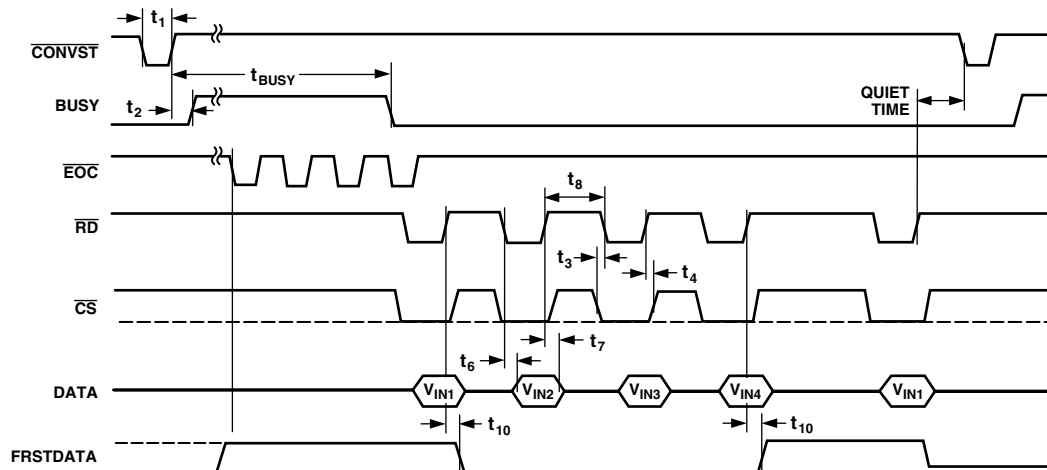 t1
CONVST
tBUSY
BUSY
t2
QUIET
TIME
EOC
t8
RD
t3
t4
CS
t6
t7
DATA
VIN1
VIN2
VIN3
VIN4
VIN1
t10
t10
FRSTDATA